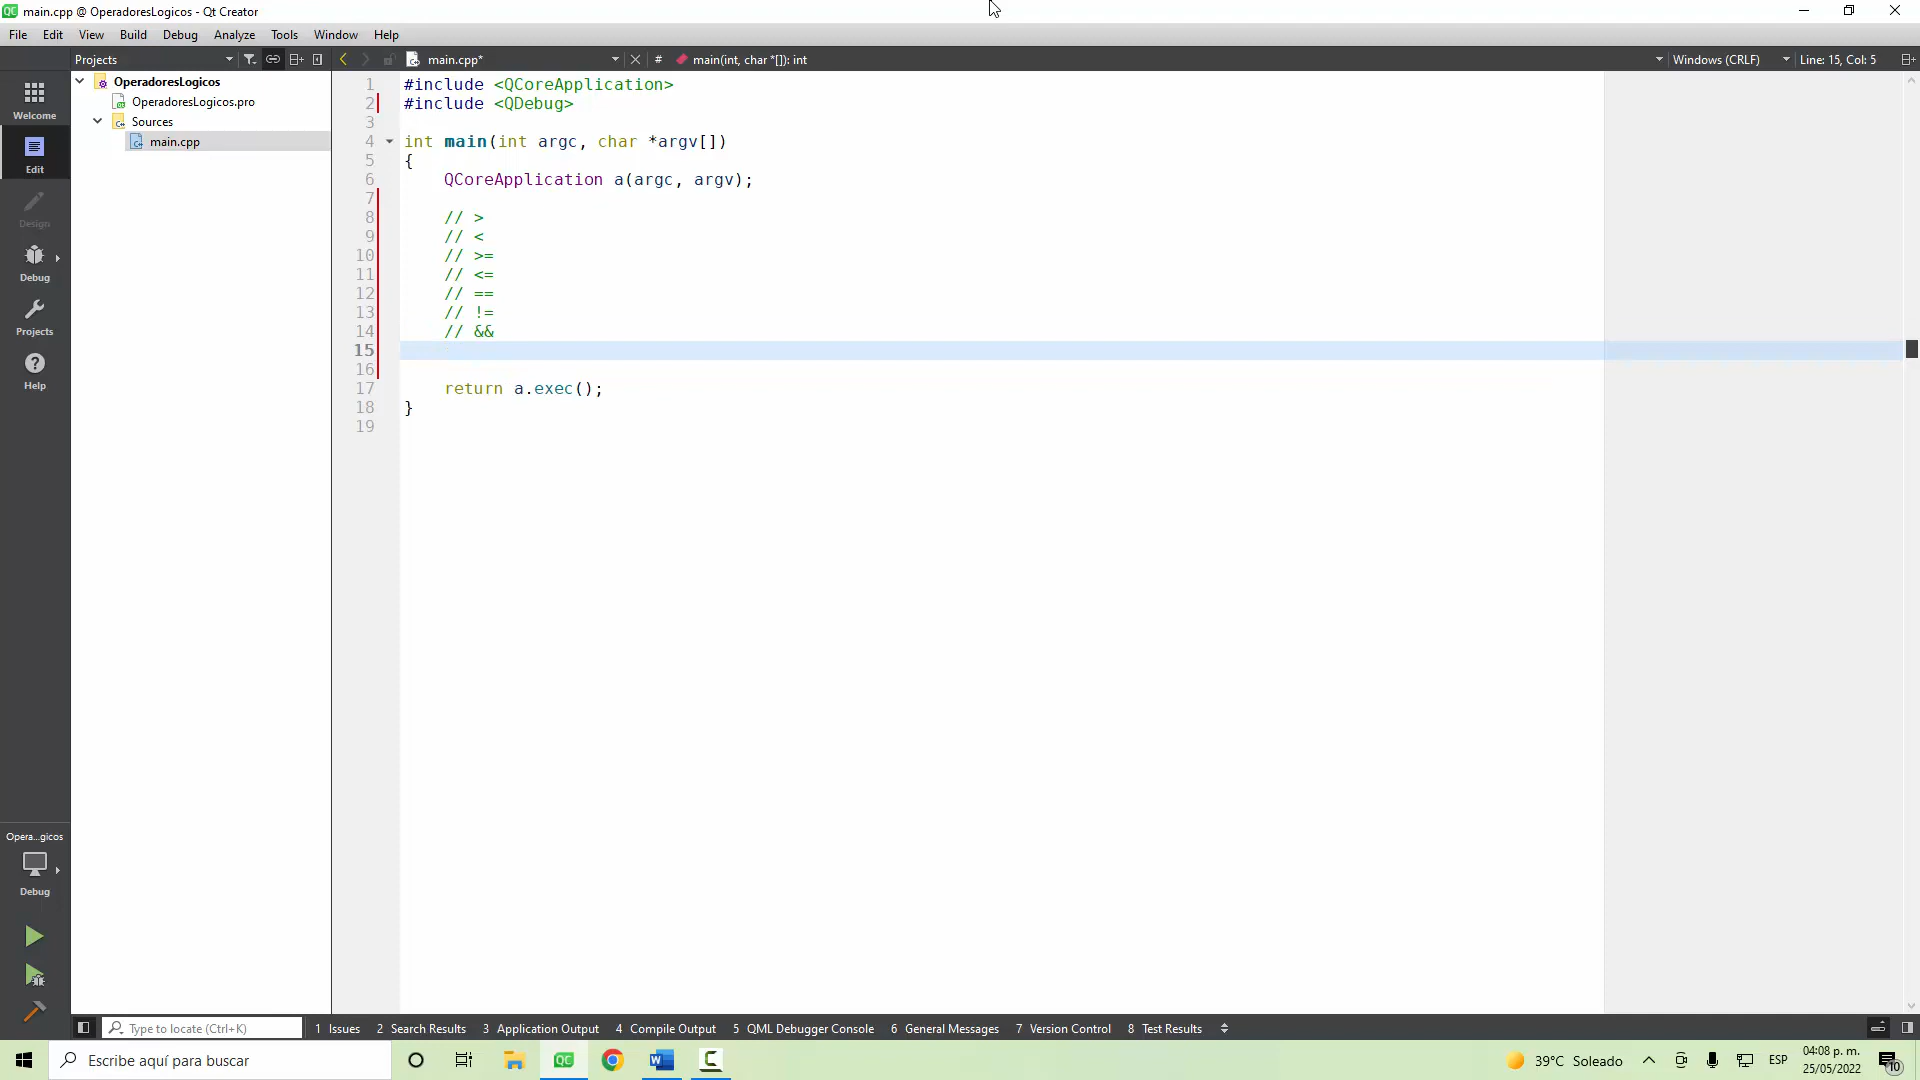 main.cpp @ OperadoresLogicos - Qt Creator
File Edit View Build Debug Analyze Tools Window Help
Projects main.cpp* # main(int, char *[]): int Windows (CRLF) Line: 15, Col: 5
Welcome
Edit
Design
Debug
Projects
Help
OperadoresLogicos
OperadoresLogicos.pro
Sources
main.cpp
1 #include <QCoreApplication>
2 #include <QDebug>
3
4 int main(int argc, char *argv[])
5 {
6 QCoreApplication a(argc, argv);
7
8 // >
9 // <
10 // >=
11 // <=
12 // ==
13 // !=
14 // &&
15
16
17 return a.exec();
18 }
19
Opera...gicos
Debug
Type to locate (Ctrl+K) 1 Issues 2 Search Results 3 Application Output 4 Compile Output 5 QML Debugger Console 6 General Messages 7 Version Control 8 Test Results
Escribe aquí para buscar QC 39°C Soleado ESP 04:08 p. m.
25/05/2022 10